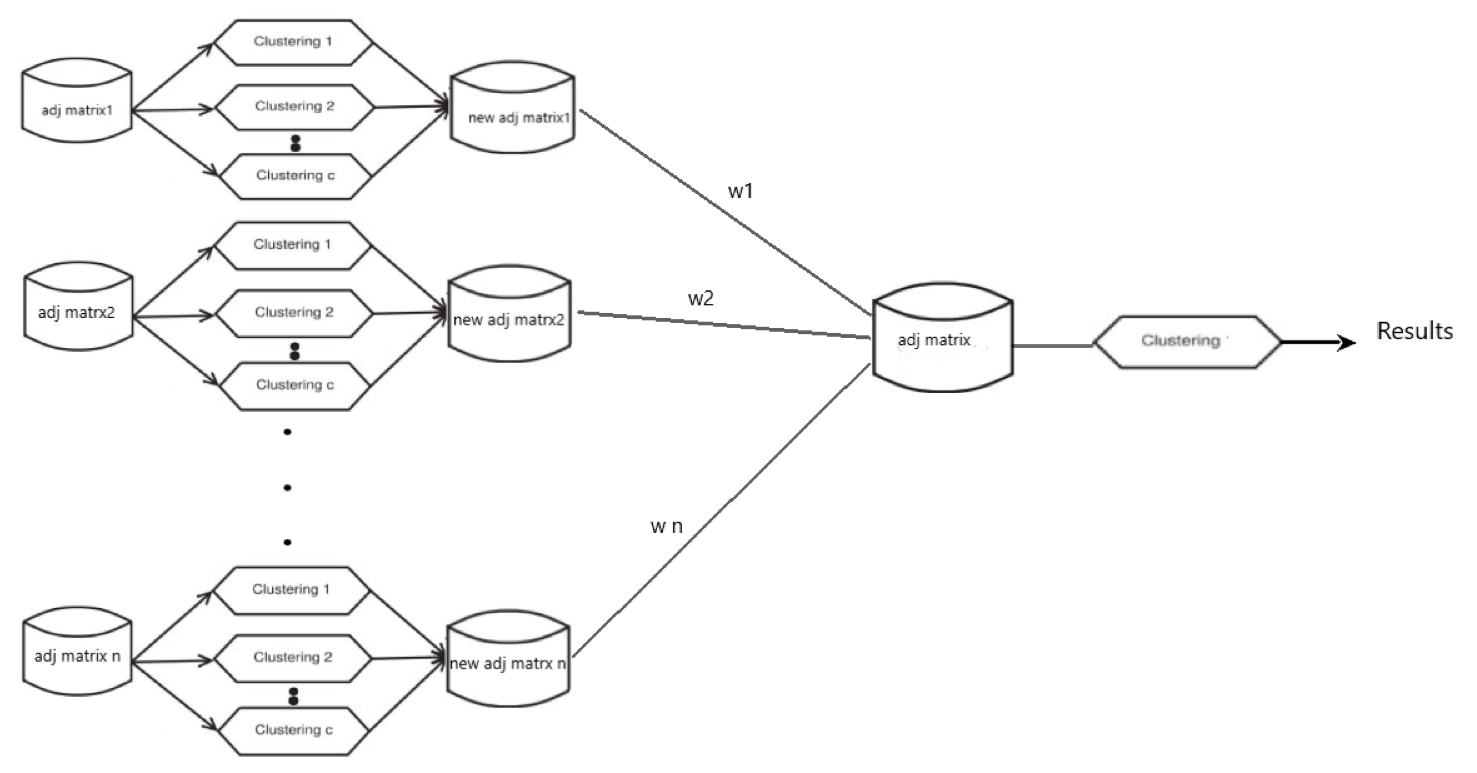 Clustering 1
adj matrix1
Clustering 2
new adj matrix1
Clustering c
w1
Clustering 1
adj matrx2
Clustering 2
new adj matrx2
Clustering c
w2
adj matrix
Clustering
Results
w n
Clustering 1
adj matrix n
Clustering 2
new adj matrx n
Clustering c